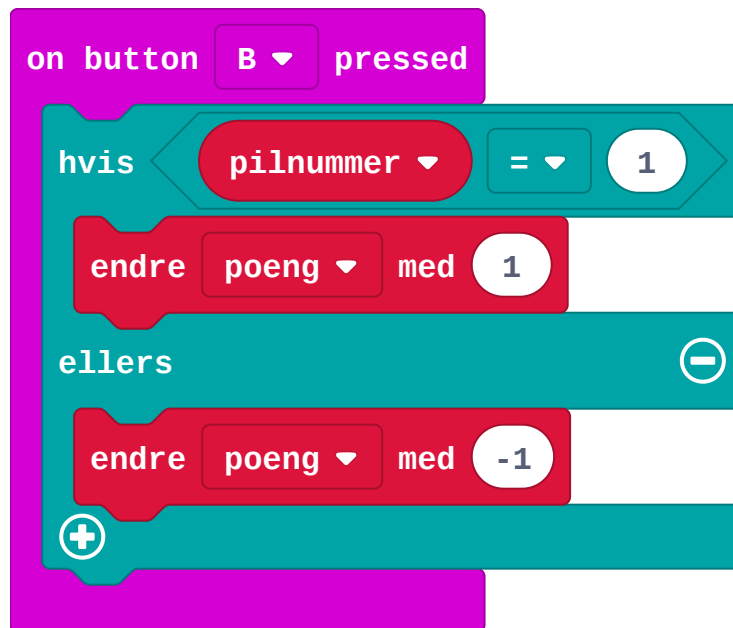 on button B pressed
hvis pilnummer = 1
endre poeng med 1
ellers
endre poeng med -1